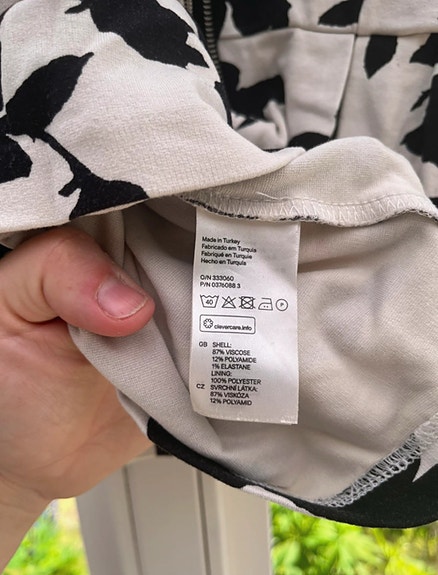 Made in Turkey
Fabricado em Turquia
Fabriqué en Turquie
Hecho en Turquía
O/N 333060
P/N 0376088 3
40 P
clevercare.info
GB SHELL:
87% VISCOSE
12% POLYAMIDE
1% ELASTANE
LINING:
100% POLYESTER
CZ SVRCHNÍ LÁTKA:
87% VISKÓZA
12% POLYAMID